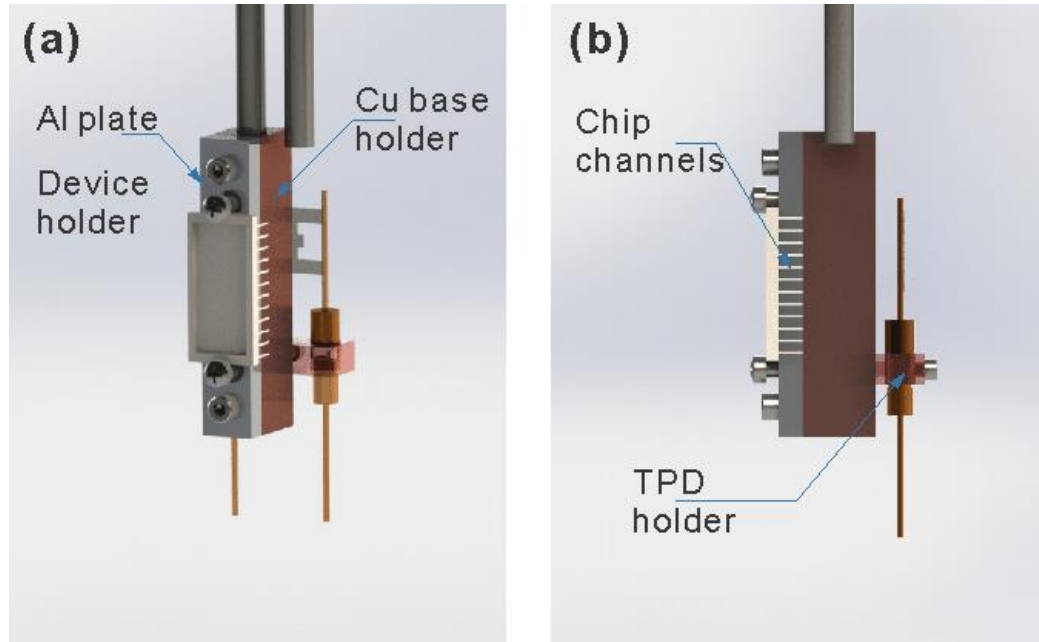 (a)
Al plate
Cu base
holder
Device
holder
(b)
Chip
channels
TPD
holder